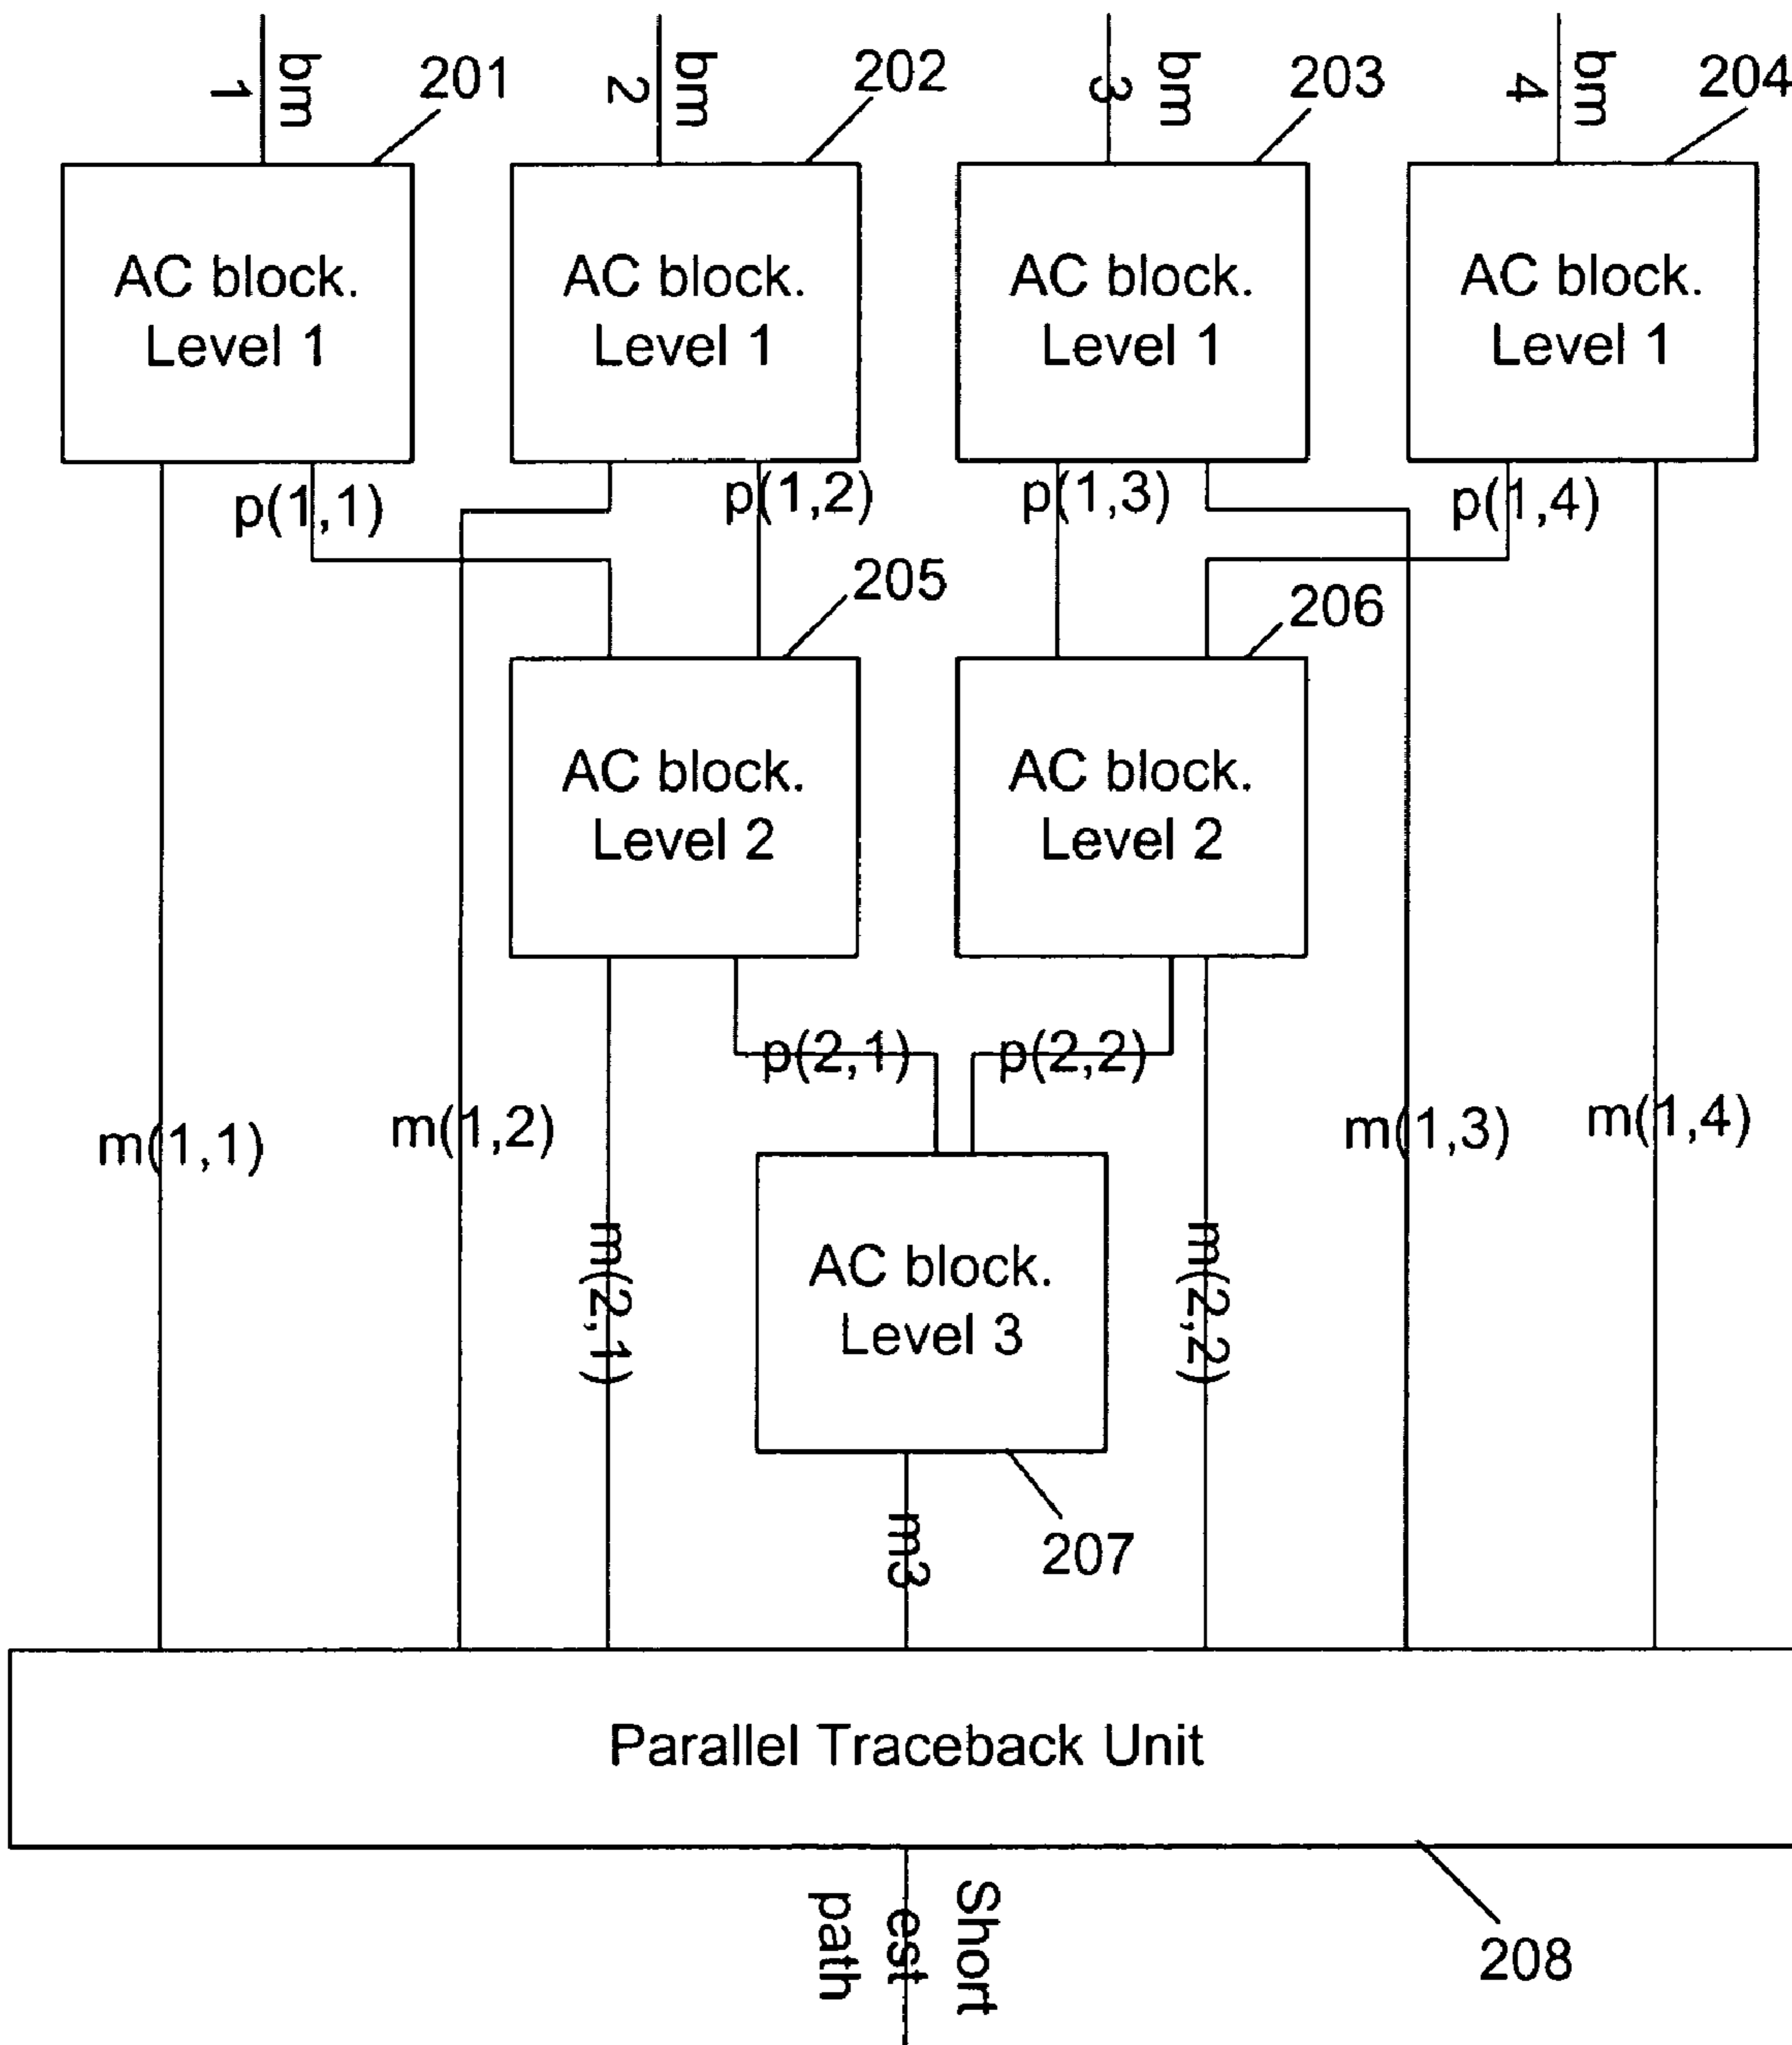 bm
1
201
bm
2
202
bm
3
203
bm
4
204
AC block.
Level 1
AC block.
Level 1
AC block.
Level 1
AC block.
Level 1
p(1,1)
p(1,2)
p(1,3)
p(1,4)
205
206
AC block.
Level 2
AC block.
Level 2
p(2,1)
p(2,2)
m(1,1)
m(1,2)
m(1,3)
m(1,4)
m(2,1)
m(2,2)
AC block.
Level 3
m3
207
Parallel Traceback Unit
Short
est
path
208